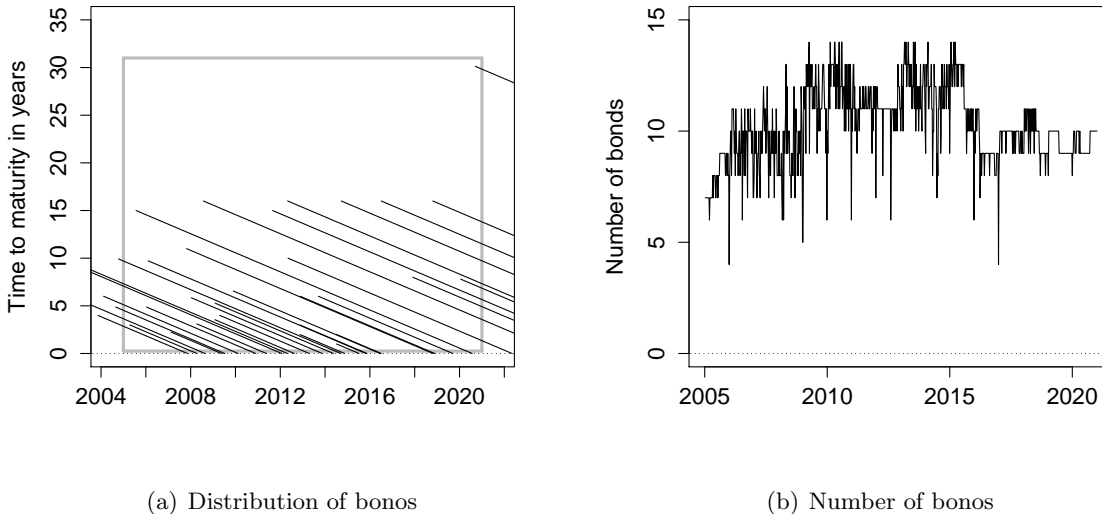 Time to maturity in years
35
30
25
20
15
10
5
0
2004 2008 2012 2016 2020
Number of bonds
15
10
5
0
2005 2010 2015 2020
(a) Distribution of bonos
(b) Number of bonos